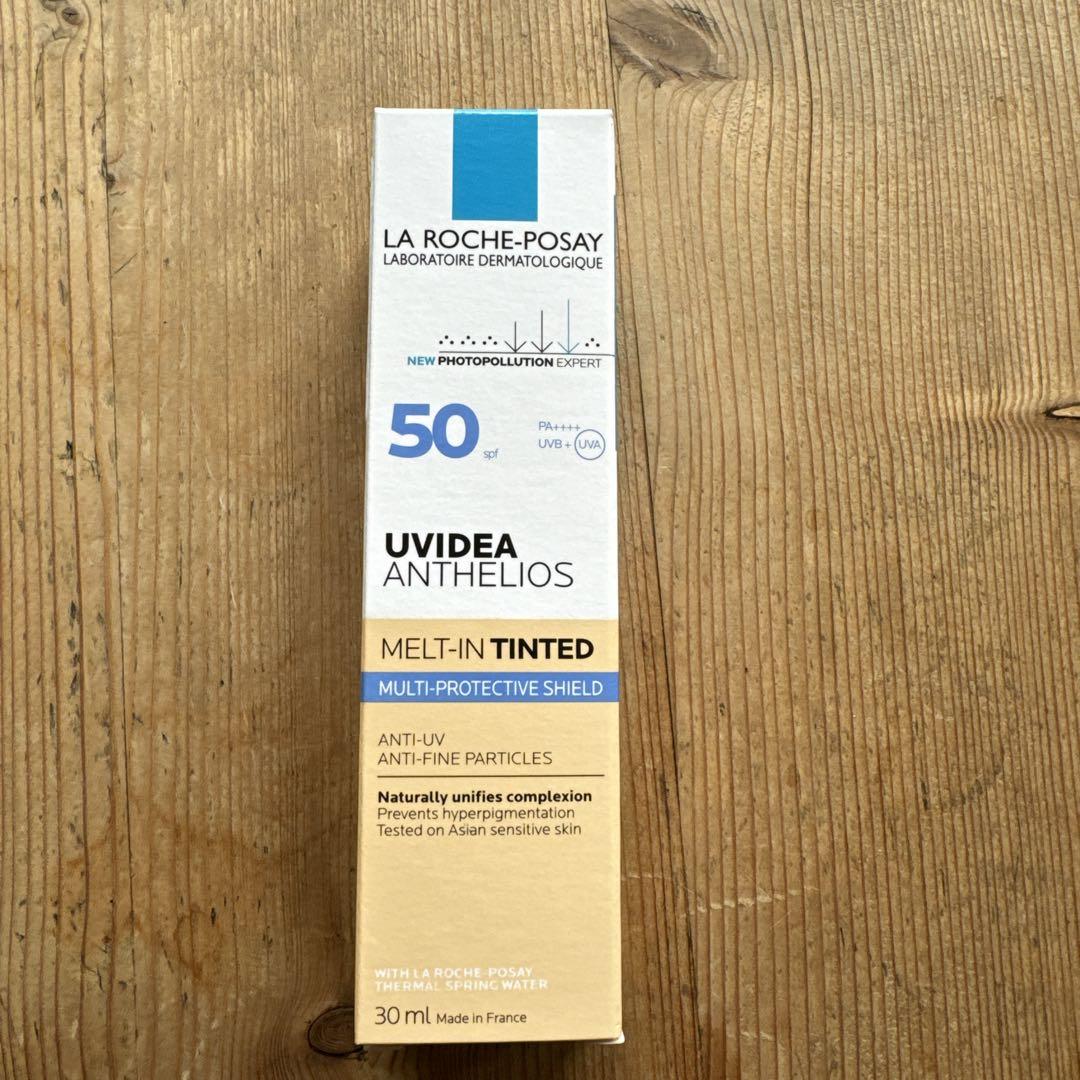 LA ROCHE-POSAY
LABORATOIRE DERMATOLOGIQUE
NEW PHOTOPOLLUTION EXPERT
50 spf
PA++++
UVB + UVA
UVIDEA
ANTHELIOS
MELT-IN TINTED
MULTI-PROTECTIVE SHIELD
ANTI-UV
ANTI-FINE PARTICLES
Naturally unifies complexion
Prevents hyperpigmentation
Tested on Asian sensitive skin
WITH LA ROCHE-POSAY
THERMAL SPRING WATER
30 ml Made in France